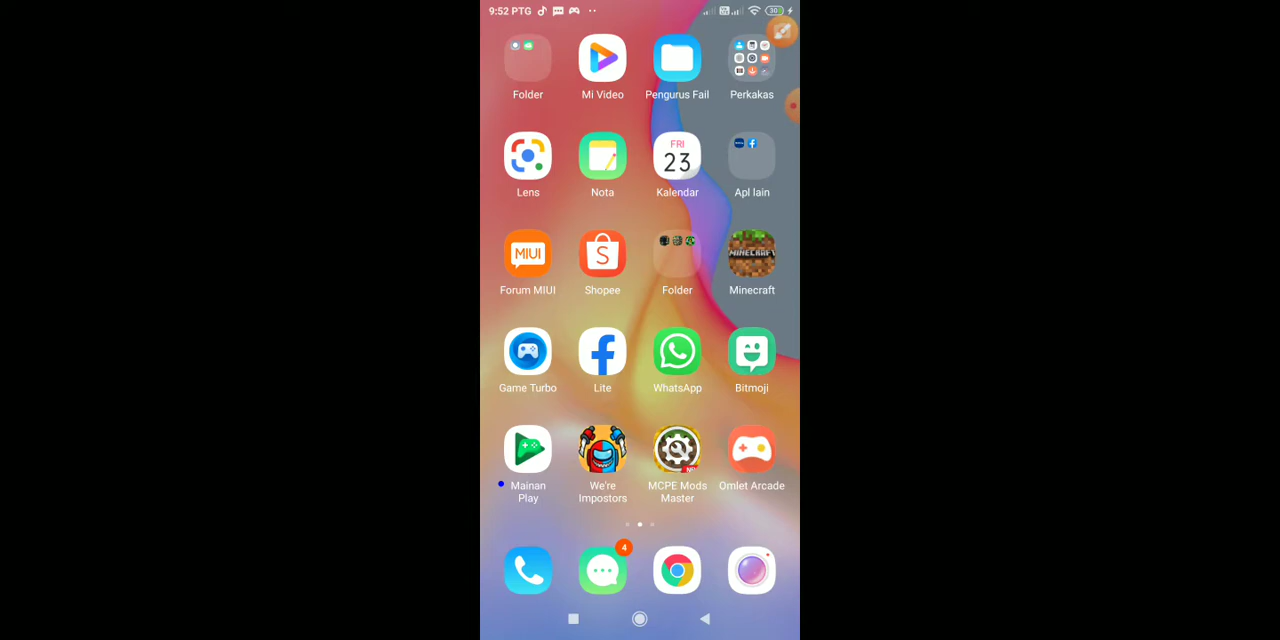 9:52 PTG
30
Folder
Mi Video
Pengurus Fail
Perkakas
Lens
Nota
FRI
23
Kalendar
Apl lain
MIUI
Forum MIUI
S
Shopee
Folder
MINECRAFT
Minecraft
Game Turbo
Lite
WhatsApp
Bitmoji
Mainan
Play
We're
Impostors
MCPE Mods
Master
Omlet Arcade
4